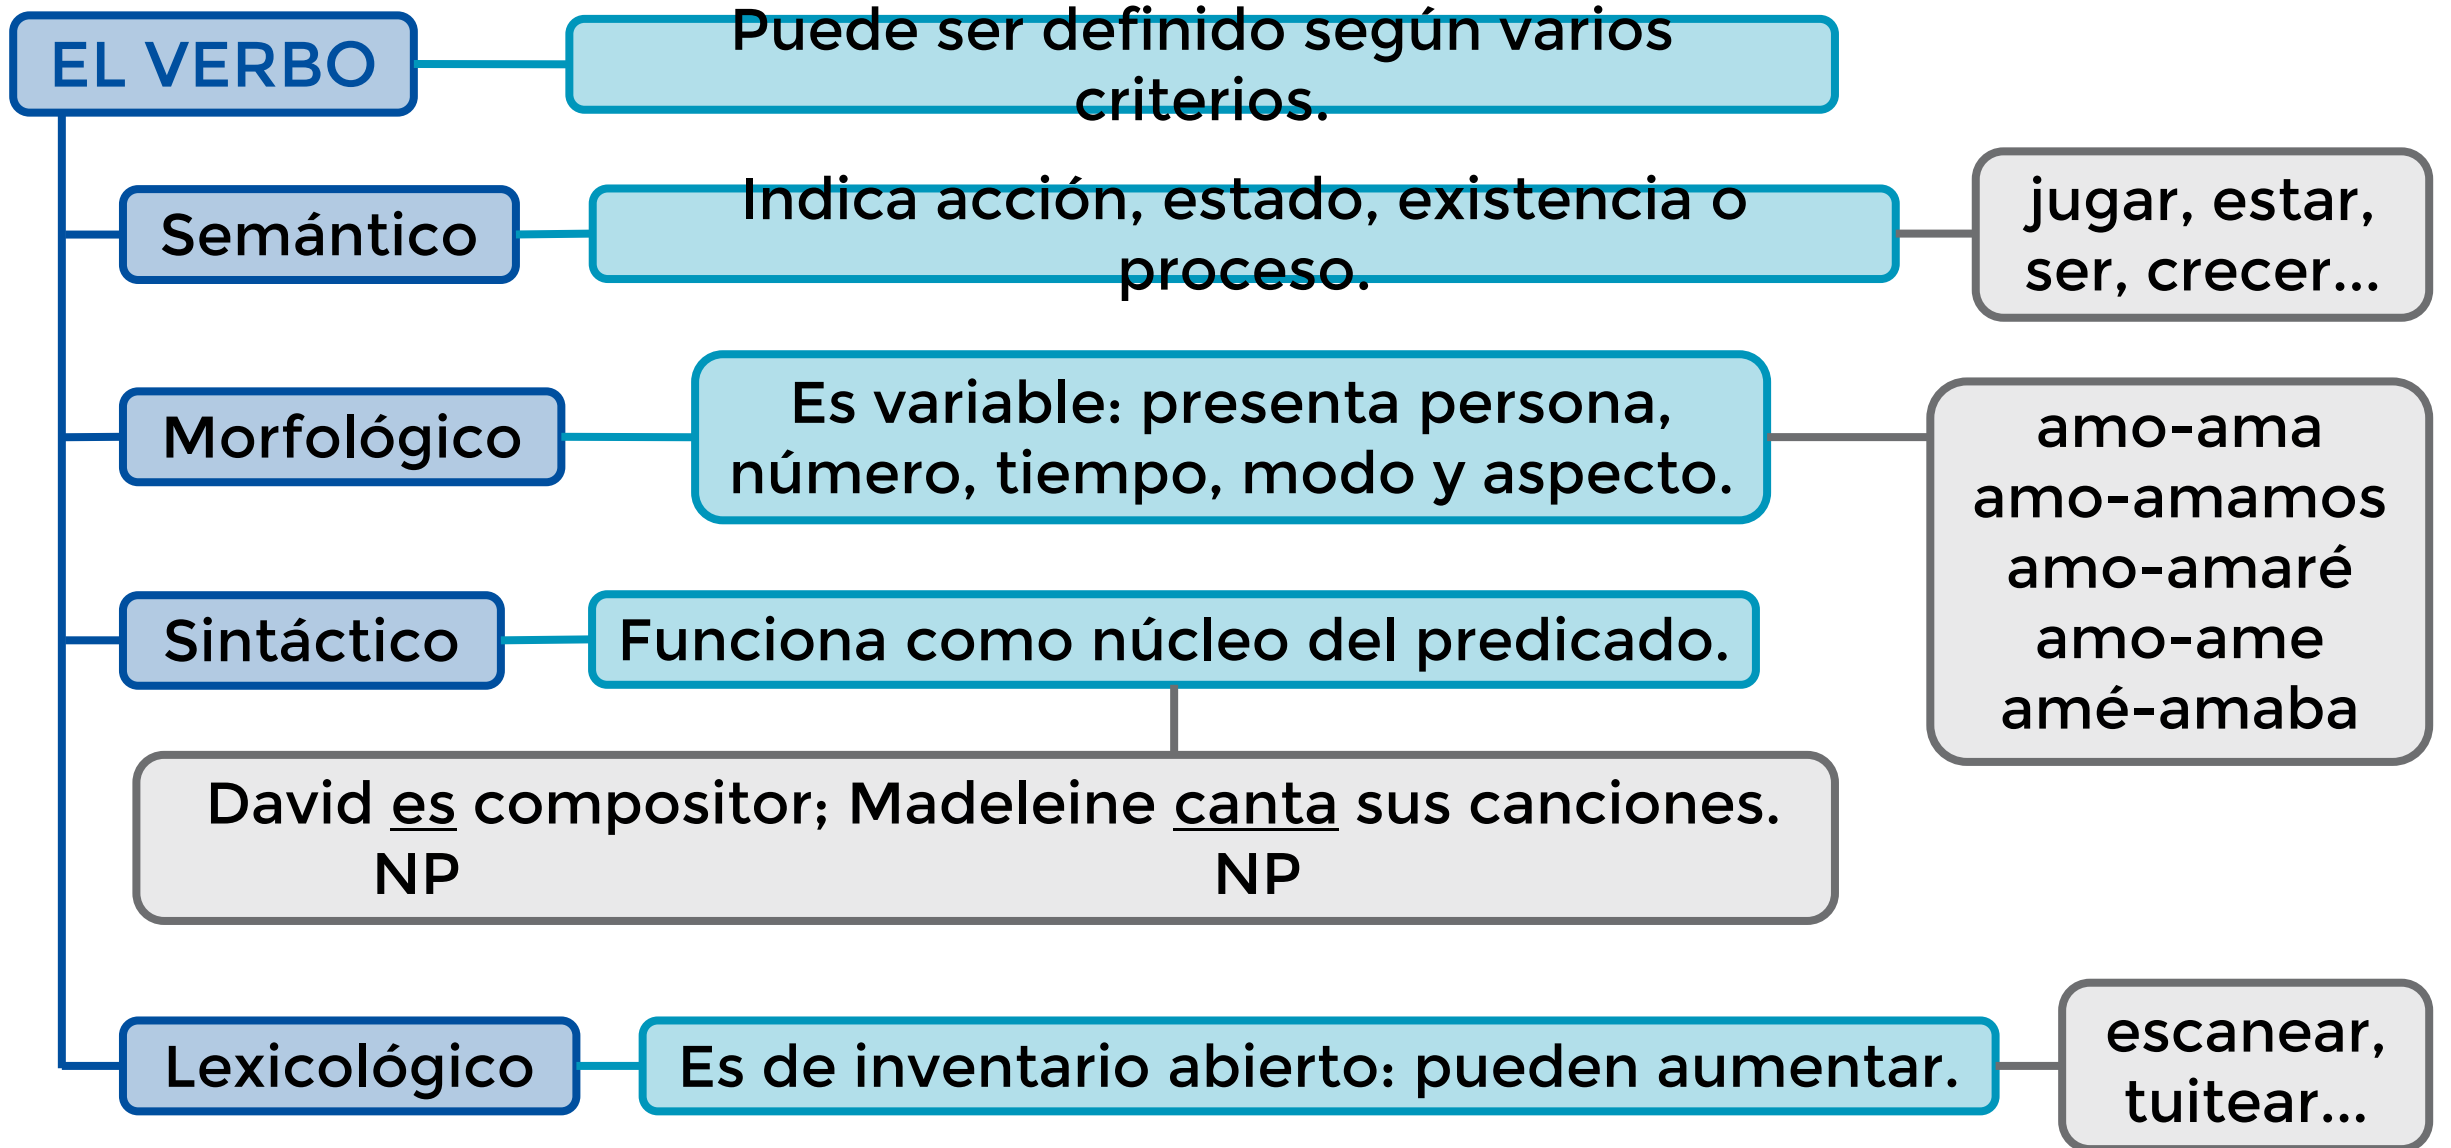 EL VERBO
Puede ser definido según varios
criterios.
Semántico
Indica acción, estado, existencia o
proceso.
jugar, estar,
ser, crecer...
Morfológico
Es variable: presenta persona,
número, tiempo, modo y aspecto.
amo-ama
amo-amamos
amo-amaré
amo-ame
amé-amaba
Sintáctico
Funciona como núcleo del predicado.
David es compositor; Madeleine canta sus canciones.
NP NP
Lexicológico
Es de inventario abierto: pueden aumentar.
escanear,
tuitear...